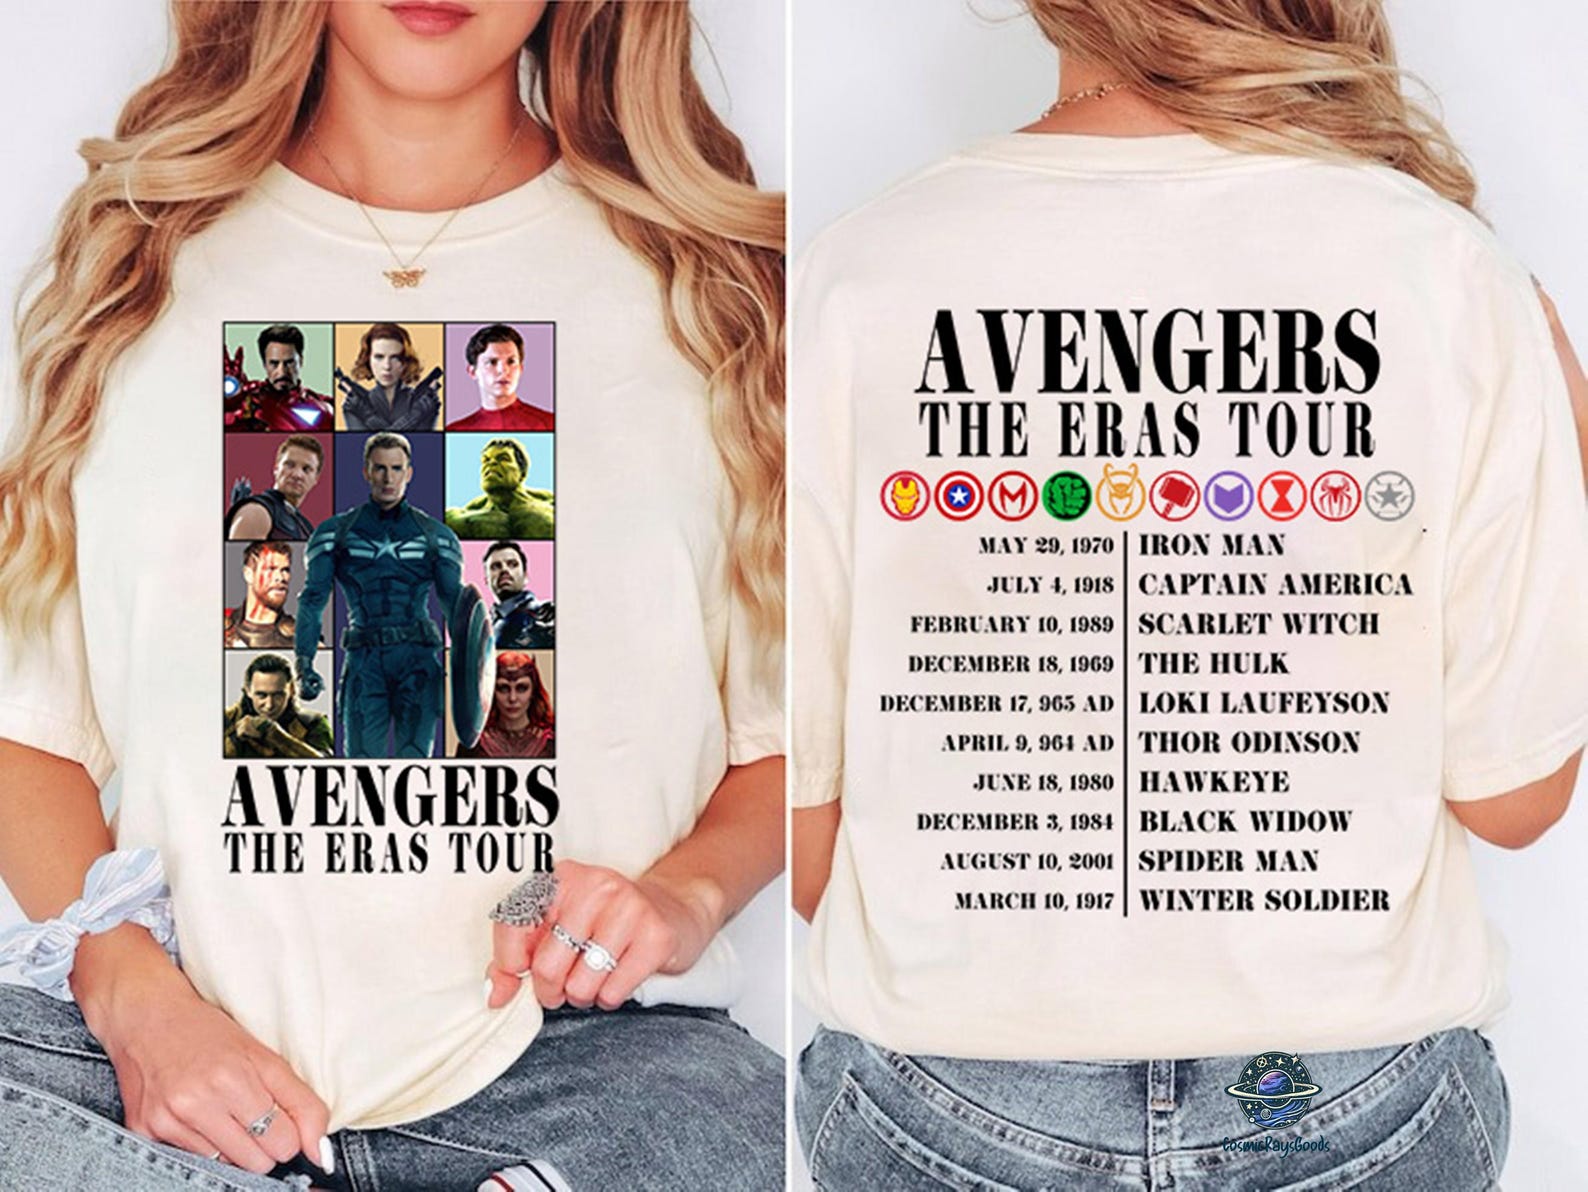 AVENGERS
THE ERAS TOUR
AVENGERS
THE ERAS TOUR
MAY 29, 1970 IRON MAN
JULY 4, 1918 CAPTAIN AMERICA
FEBRUARY 10, 1989 SCARLET WITCH
DECEMBER 18, 1969 THE HULK
DECEMBER 17, 965 AD LOKI LAUFEYSON
APRIL 9, 964 AD THOR ODINSON
JUNE 18, 1980 HAWKEYE
DECEMBER 3, 1984 BLACK WIDOW
AUGUST 10, 2001 SPIDER MAN
MARCH 10, 1917 WINTER SOLDIER
CosmicRaysGoods